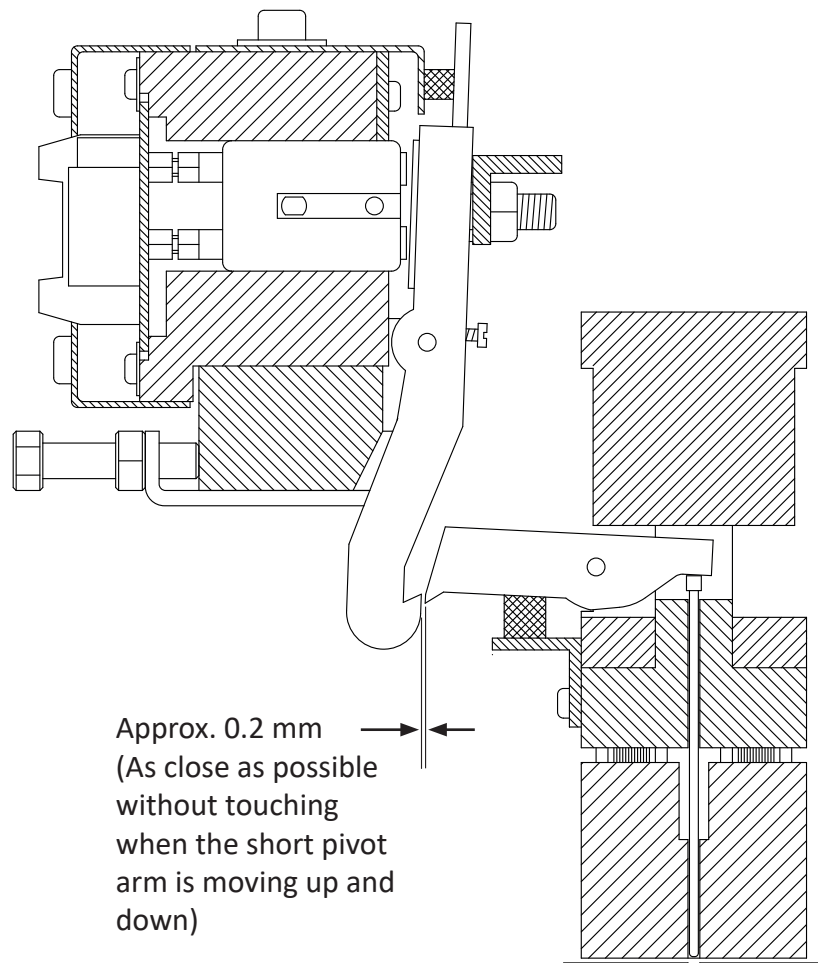 Approx. 0.2 mm
(As close as possible
without touching
when the short pivot
arm is moving up and
down)